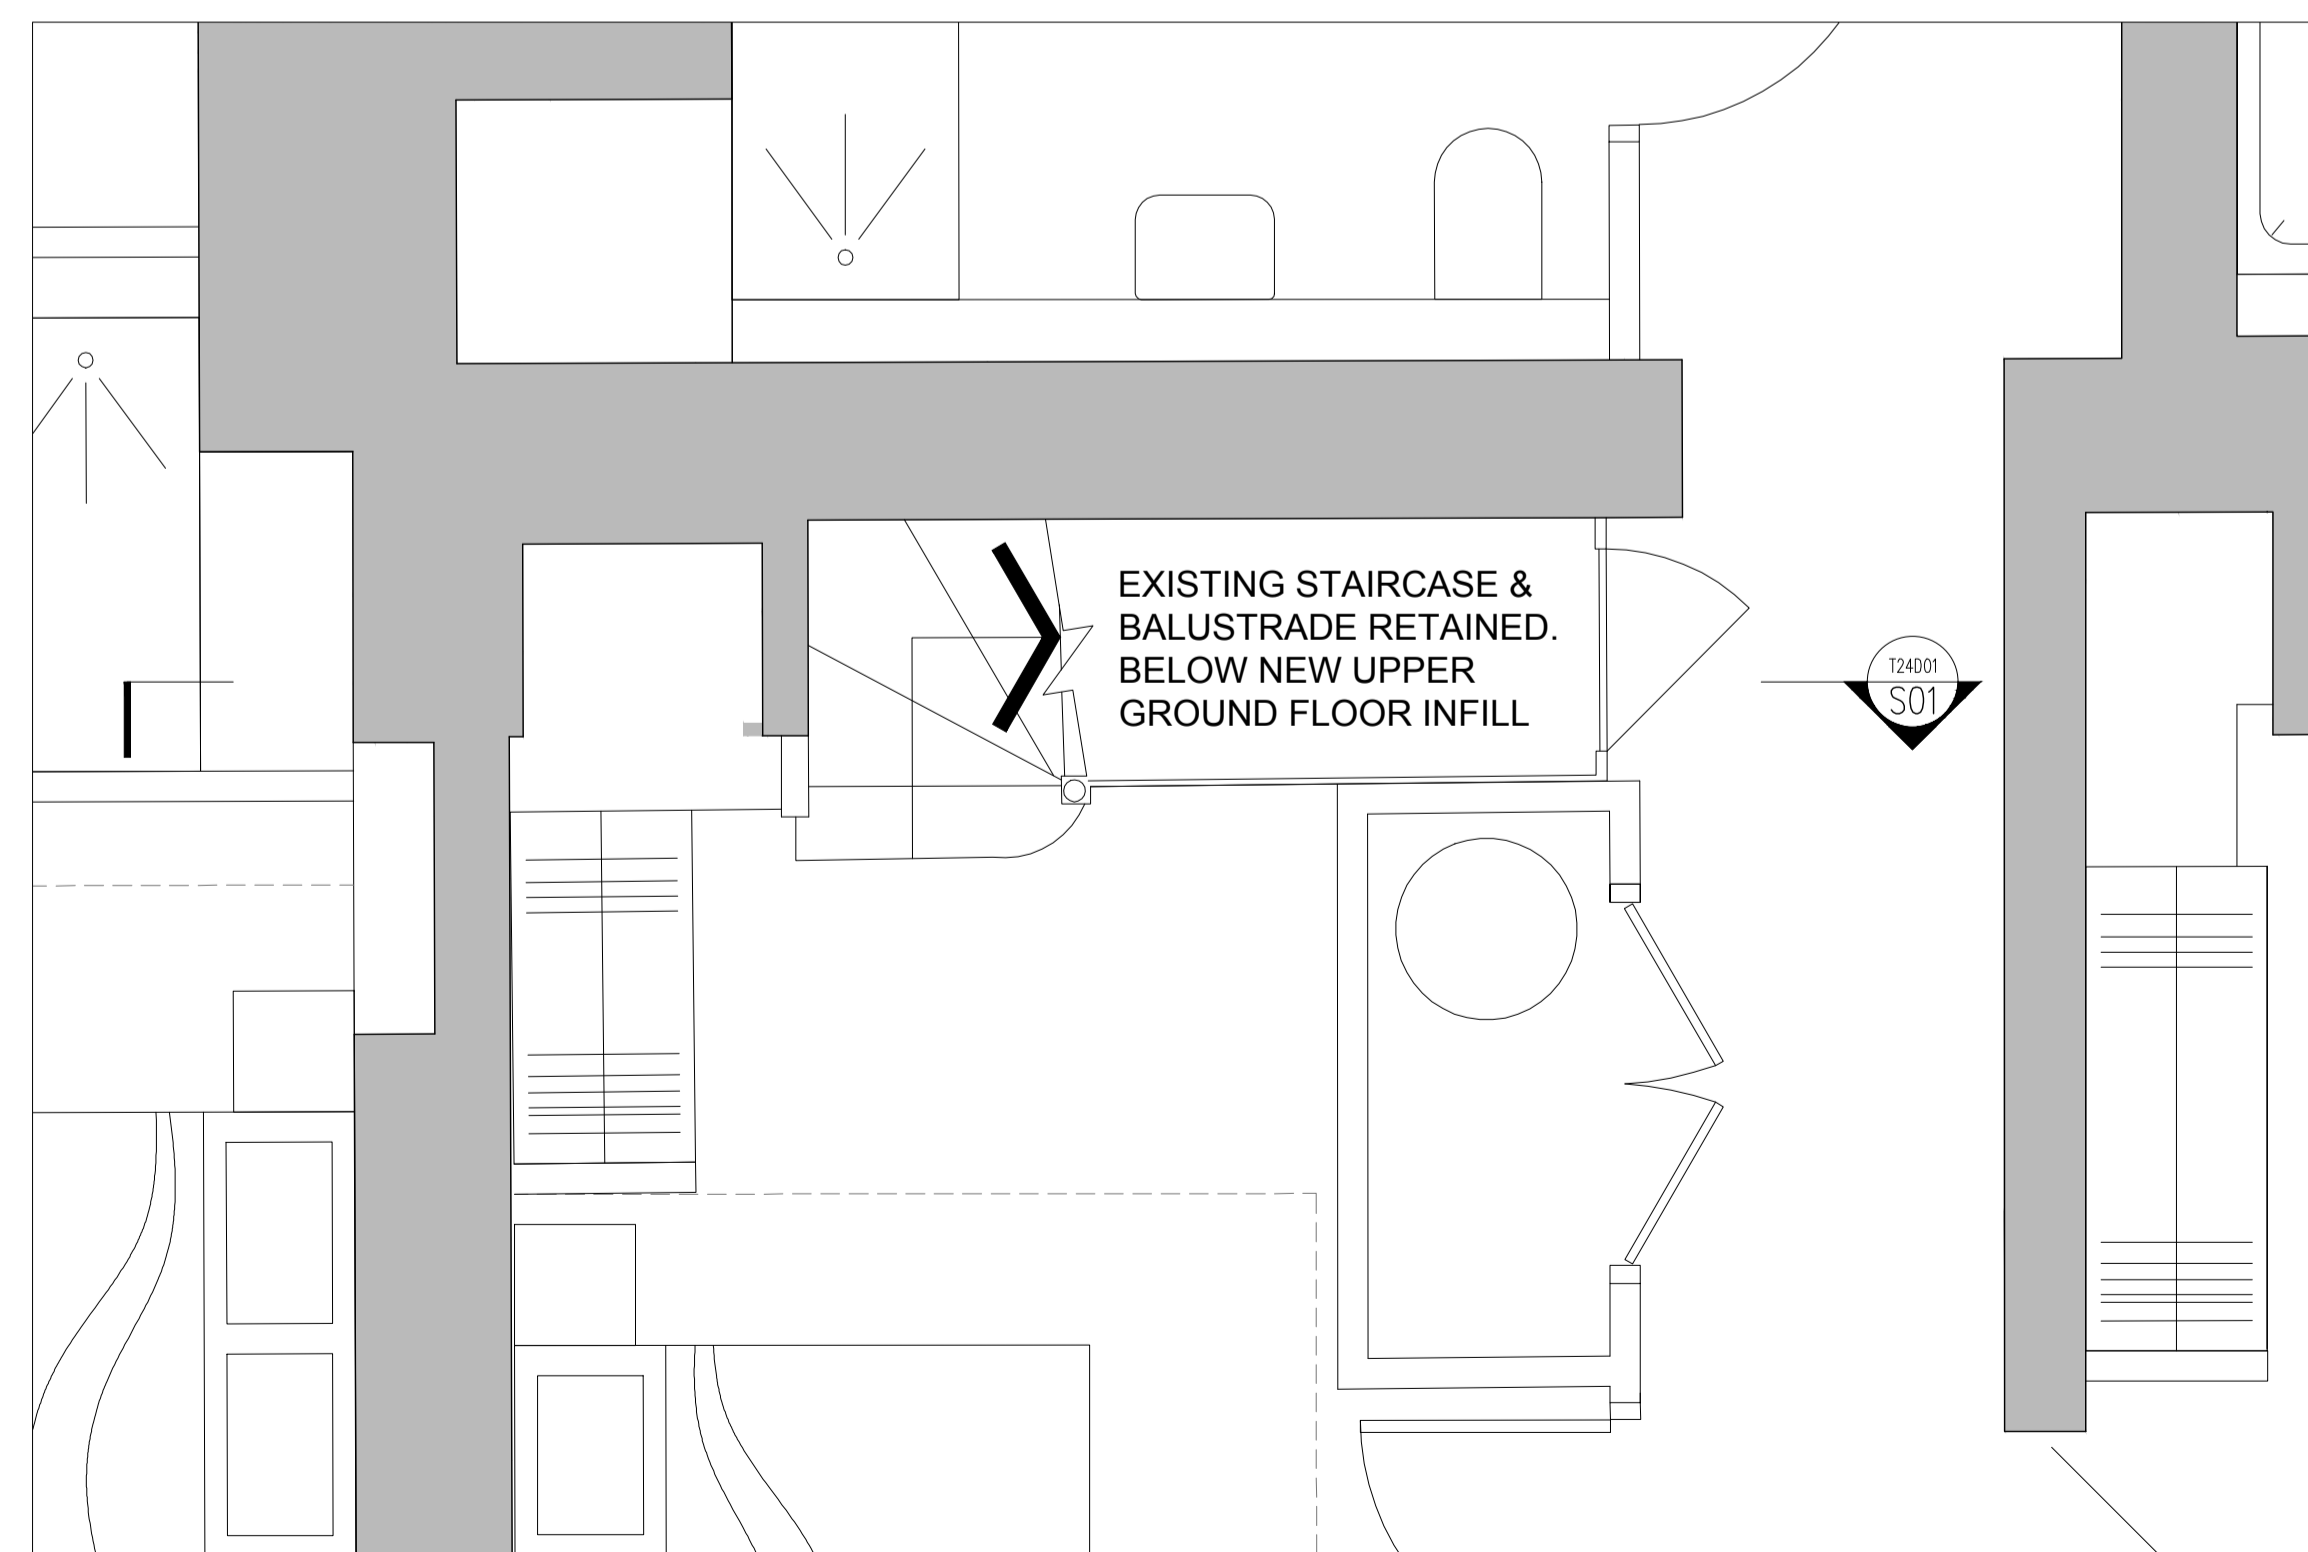 EXISTING STAIRCASE &
BALUSTRADE RETAINED.
BELOW NEW UPPER
GROUND FLOOR INFILL
T24D01
S01